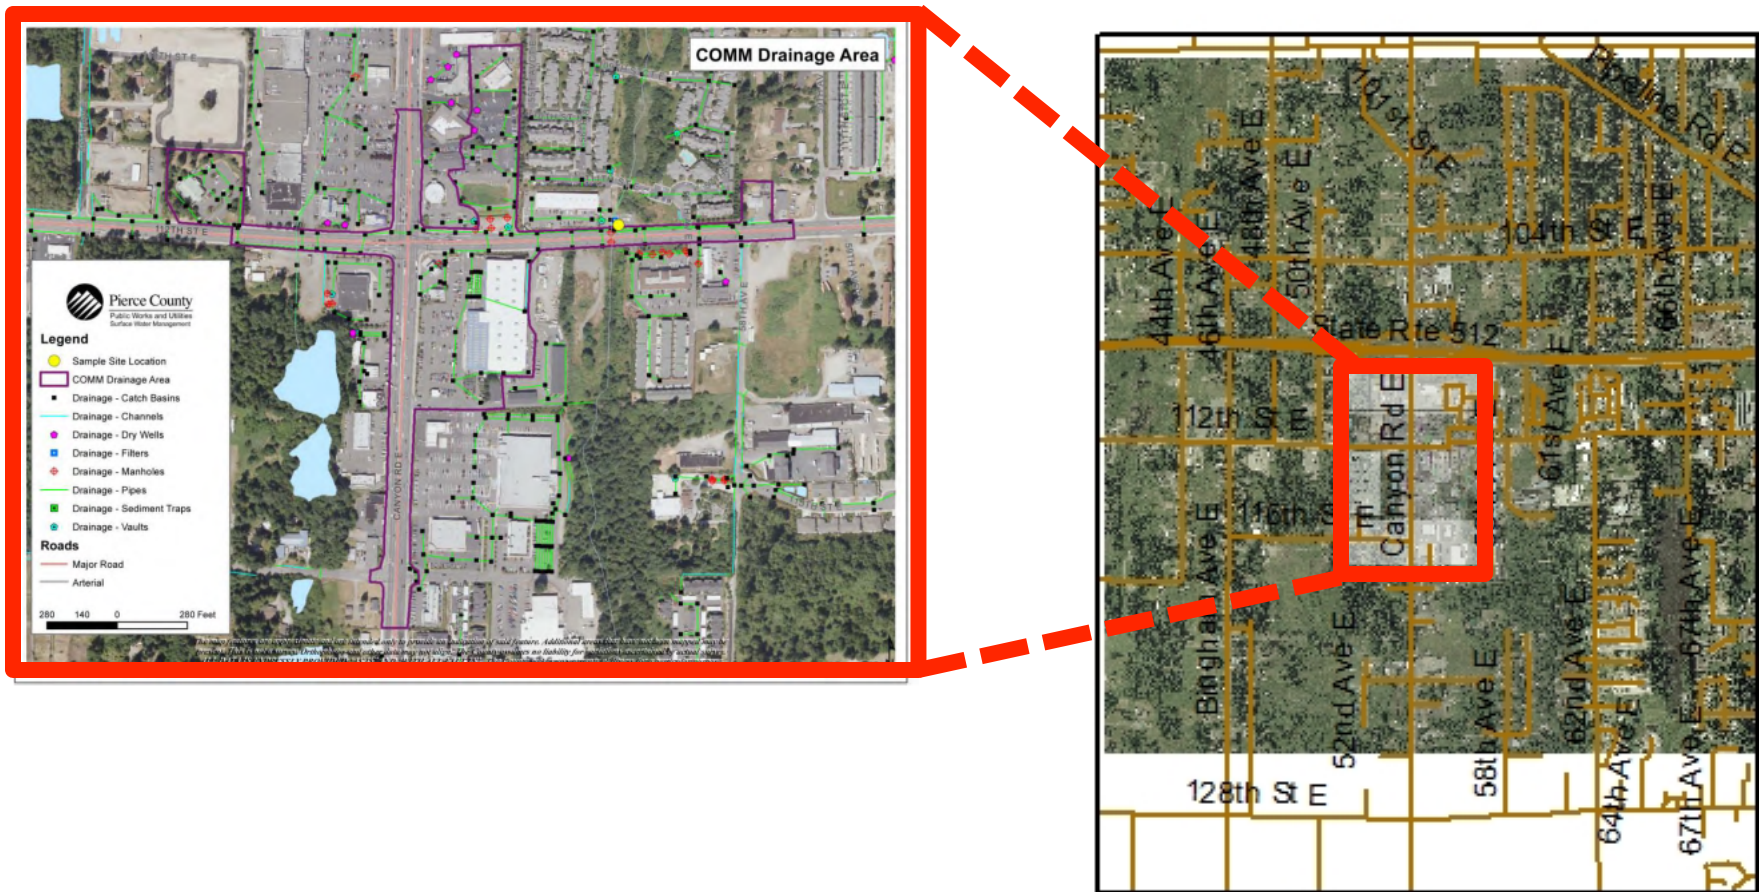 COMM Drainage Area
112TH ST E
CANYON RD E
Pierce County
Public Works and Utilities
Surface Water Management
Legend
Sample Site Location
COMM Drainage Area
Drainage - Catch Basins
Drainage - Channels
Drainage - Dry Wells
Drainage - Filters
Drainage - Manholes
Drainage - Pipes
Drainage - Sediment Traps
Drainage - Vaults
Roads
Major Road
Arterial
280 140 0 280 Feet
Pipeline Rd E
101st St E
48th Ave E
50th Ave E
44th Ave E
46th Ave E
104th St E
66th Ave E
State Rte 512
61st Ave E
112th St
Canyon Rd E
116th
Bingham Ave E
52nd Ave E
58th Ave E
62nd Ave E
67th Ave E
64th Ave E
67th Ave E
128th St E